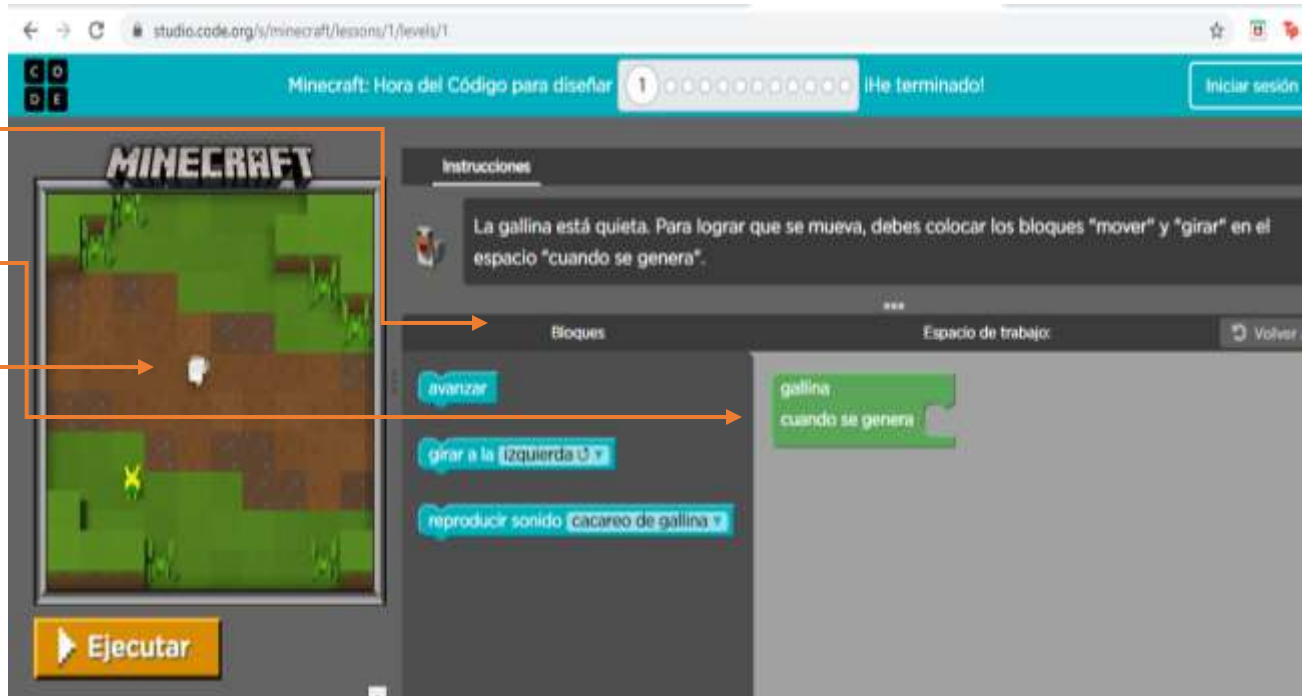 studio.code.org/s/minecraft/lessons/1/levels/1
CODE
Minecraft: Hora del Código para diseñar
1
¡He terminado!
Iniciar sesión
MINECRAFT
Instrucciones
La gallina está quieta. Para lograr que se mueva, debes colocar los bloques "mover" y "girar" en el
espacio "cuando se genera".
Bloques
Espacio de trabajo:
Volver
avanzar
gallina
cuando se genera
girar a la izquierda
reproducir sonido cacareo de gallina
Ejecutar